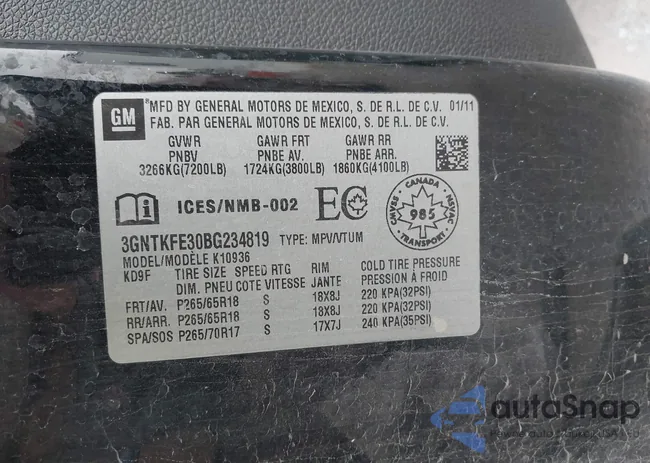 GM
*MFD BY GENERAL MOTORS DE MEXICO, S. DE R.L. DE C.V. 01/11
FAB. PAR GENERAL MOTORS DE MEXICO, S. DE R.L. DE C.V.
GVWR GAWR FRT GAWR RR
PNBV PNBE AV. PNBE ARR.
3266KG(7200LB) 1724KG(3800LB) 1860KG(4100LB)
i ICES/NMB-002 EC
CANADA
CMVSS 985 NSVAC
TRANSPORT
3GNTKFE30BG234819 TYPE: MPV/VTUM
MODEL/MODÈLE K10936
KD9F TIRE SIZE SPEED RTG RIM COLD TIRE PRESSURE
DIM. PNEU COTE VITESSE JANTE PRESSION À FROID
FRT/AV. P265/65R18 S 18X8J 220 KPA(32PSI)
RR/ARR. P265/65R18 S 18X8J 220 KPA(32PSI)
SPA/SOS P265/70R17 S 17X7J 240 KPA(35PSI)
autoSnap